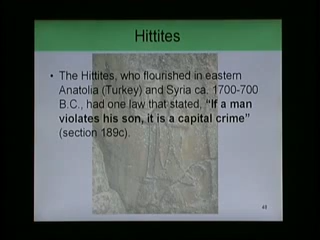 Hittites
• The Hittites, who flourished in eastern
Anatolia (Turkey) and Syria ca. 1700-700
B.C., had one law that stated, “If a man
violates his son, it is a capital crime”
(section 189c).